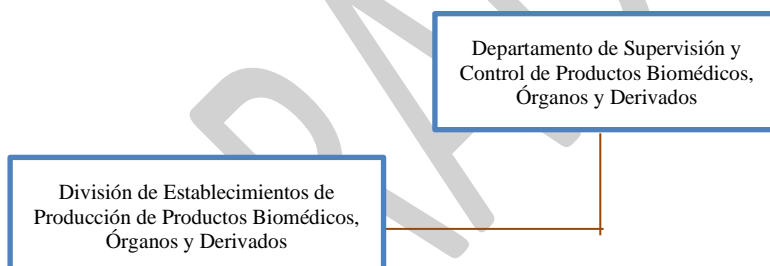 Departamento de Supervisión y
Control de Productos Biomédicos,
Órganos y Derivados
División de Establecimientos de
Producción de Productos Biomédicos,
Órganos y Derivados